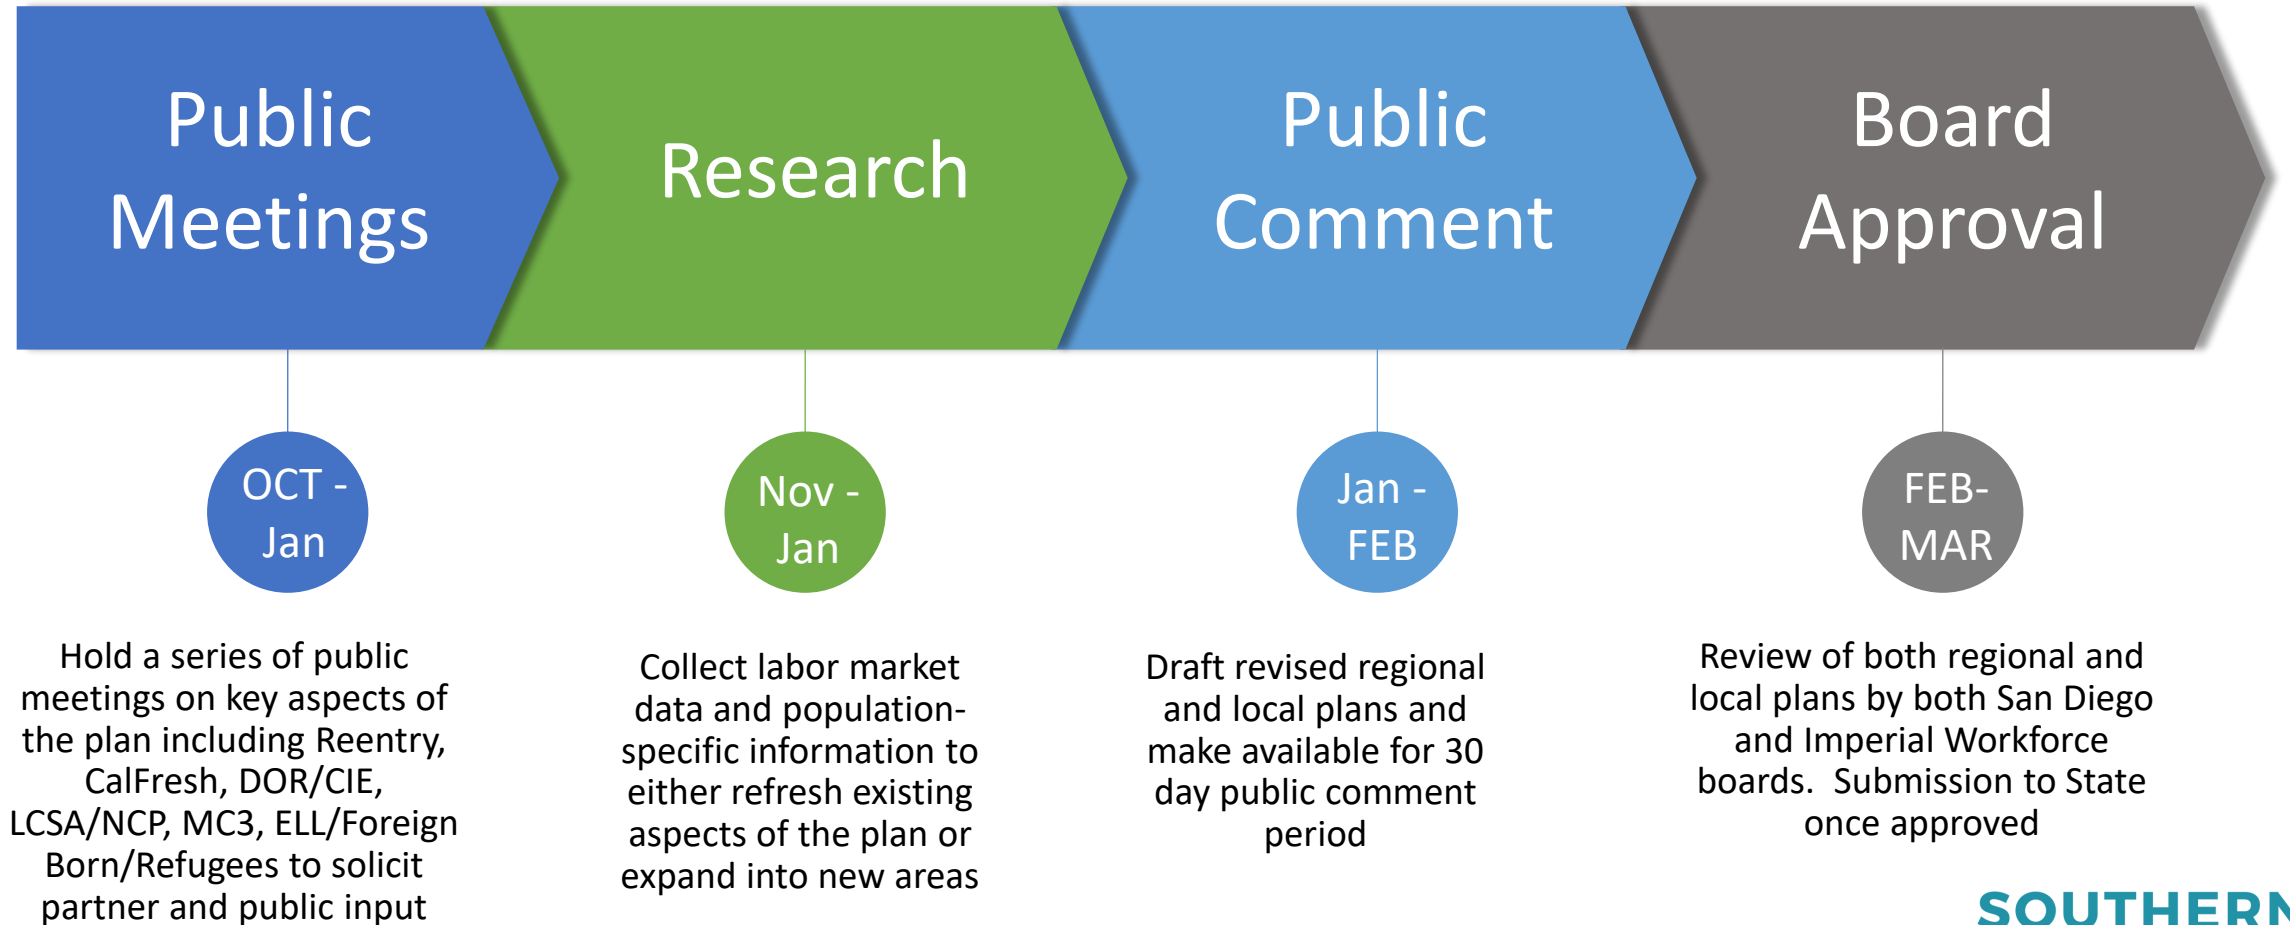 Public
Meetings
Research
Public
Comment
Board
Approval
OCT -
Jan
Nov -
Jan
Jan -
FEB
FEB-
MAR
Hold a series of public
meetings on key aspects of
the plan including Reentry,
CalFresh, DOR/CIE,
LCSA/NCP, MC3, ELL/Foreign
Born/Refugees to solicit
partner and public input
Collect labor market
data and population-
specific information to
either refresh existing
aspects of the plan or
expand into new areas
Draft revised regional
and local plans and
make available for 30
day public comment
period
Review of both regional and
local plans by both San Diego
and Imperial Workforce
boards.  Submission to State
once approved
SOUTHERN